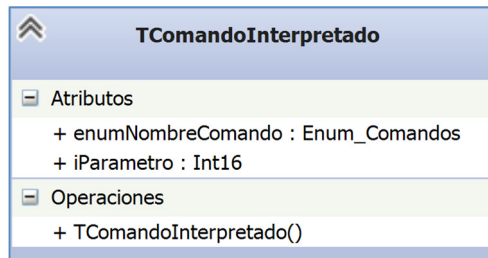 TComandoInterpretado
Atributos
+ enumNombreComando : Enum_Comandos
+ iParametro : Int16
Operaciones
+ TComandoInterpretado()